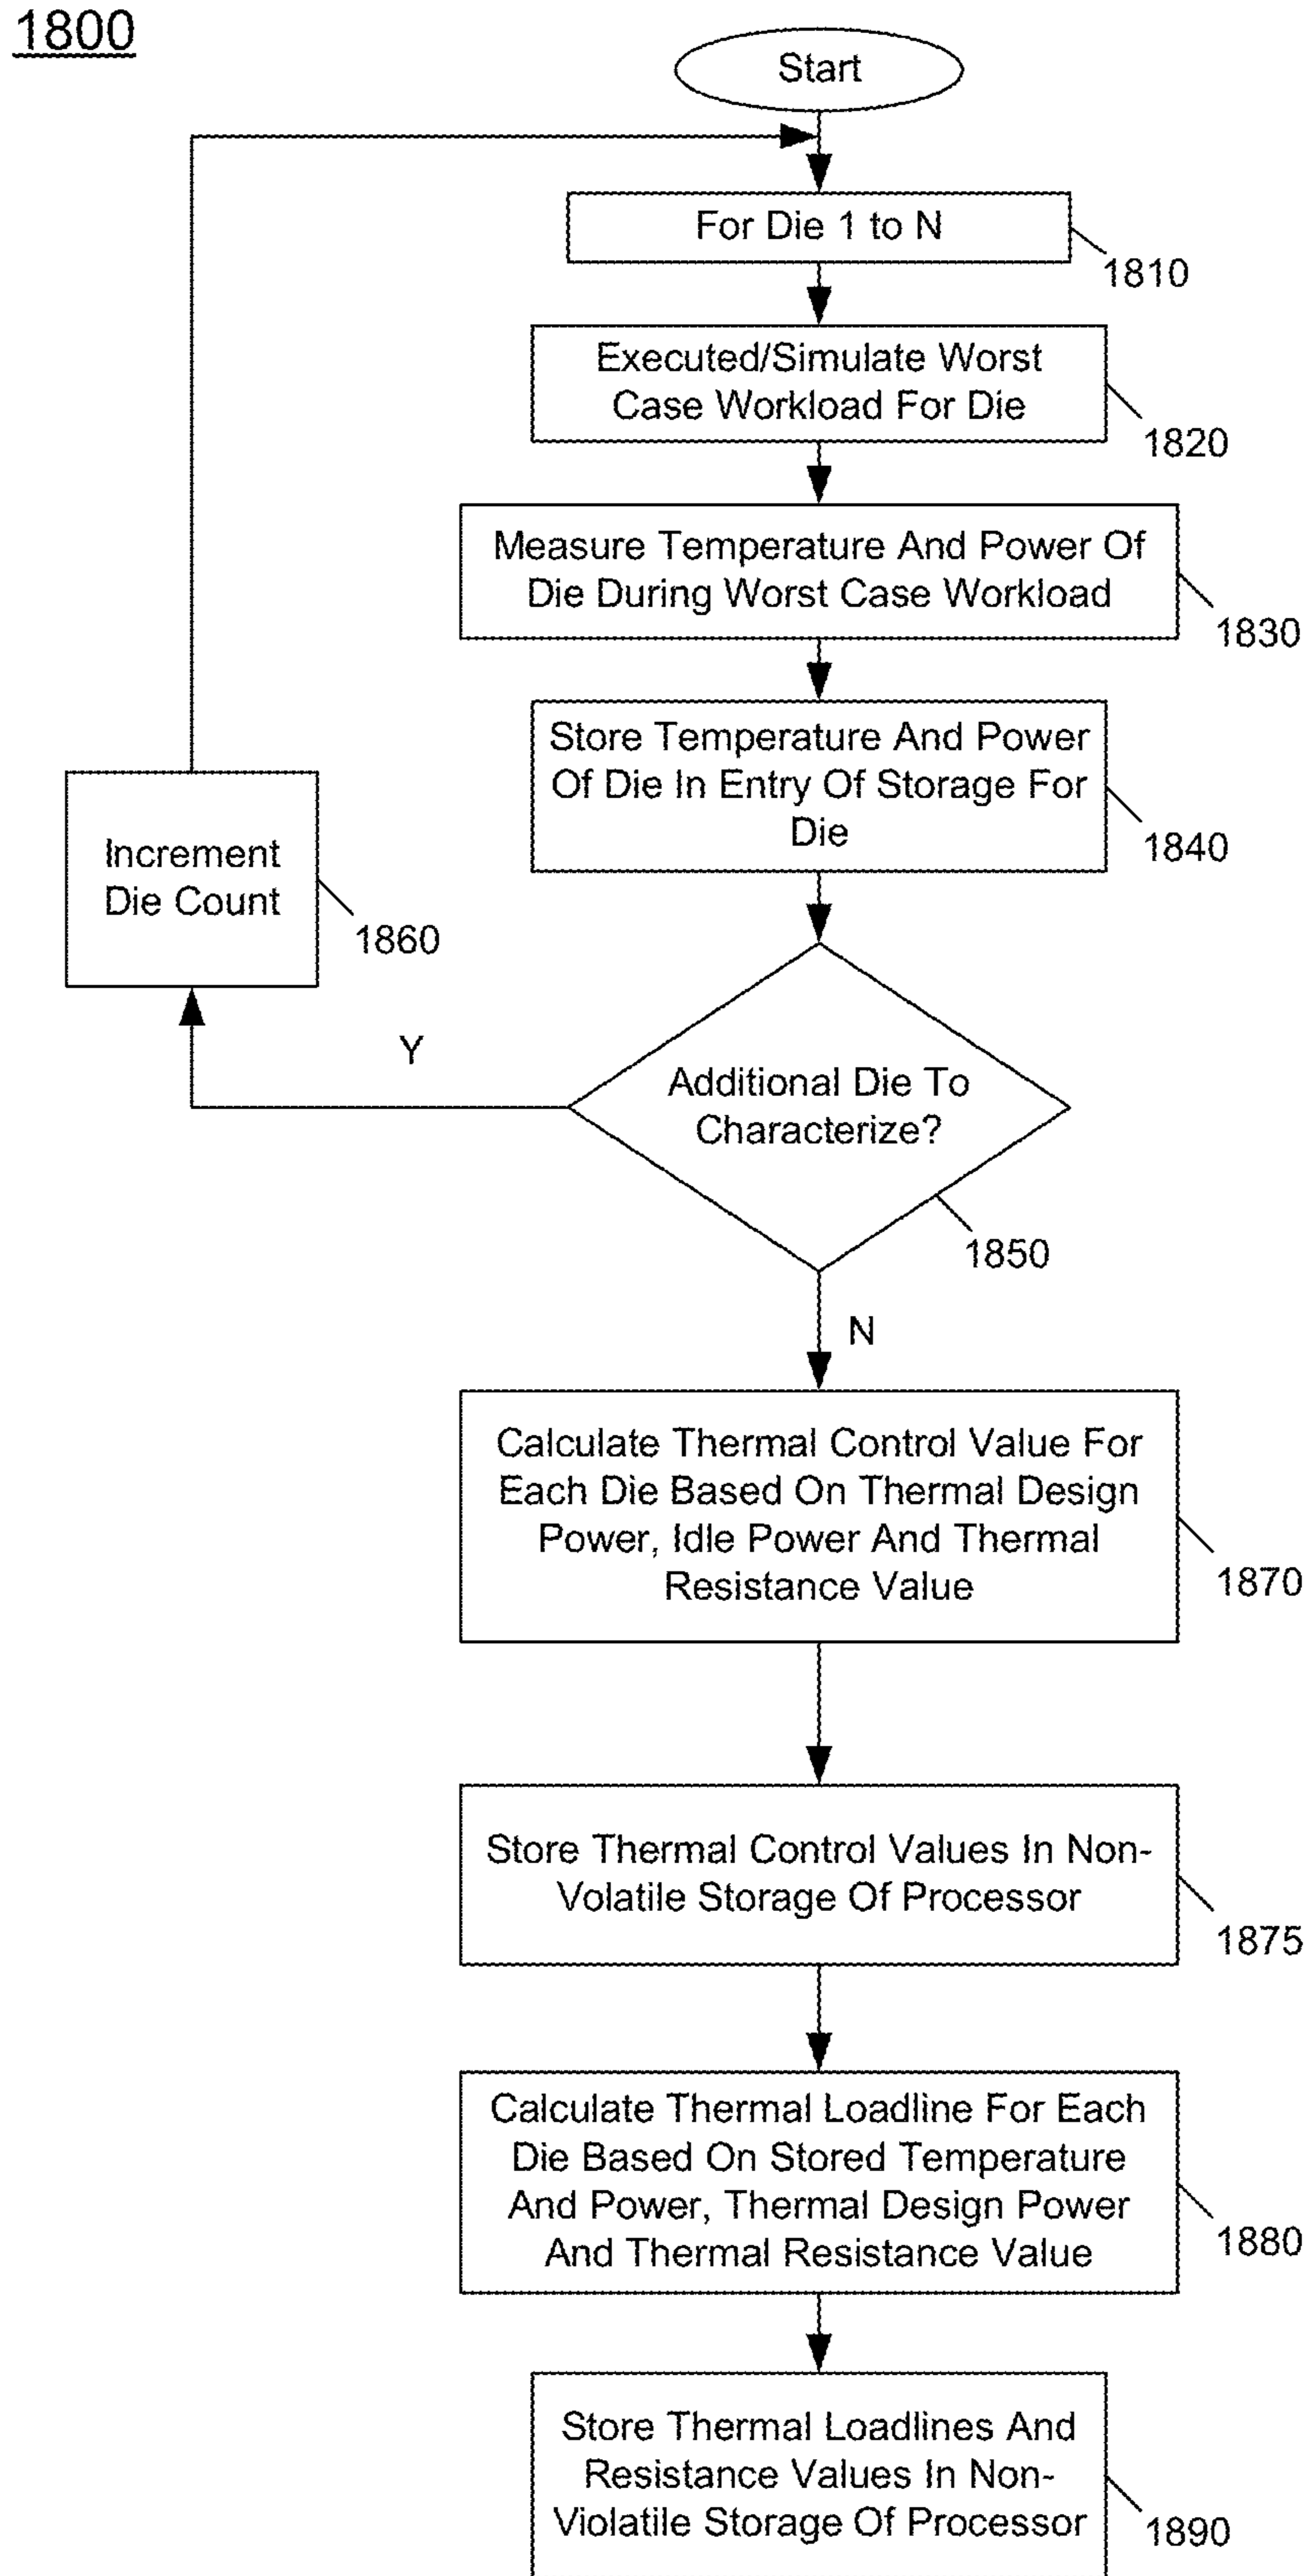 1800
Start
For Die 1 to N
1810
Executed/Simulate Worst
Case Workload For Die
1820
Measure Temperature And Power Of
Die During Worst Case Workload
1830
Store Temperature And Power
Of Die In Entry Of Storage For
Die
1840
Increment
Die Count
1860
Y
Additional Die To
Characterize?
1850
N
Calculate Thermal Control Value For
Each Die Based On Thermal Design
Power, Idle Power And Thermal
Resistance Value
1870
Store Thermal Control Values In Non-
Volatile Storage Of Processor
1875
Calculate Thermal Loadline For Each
Die Based On Stored Temperature
And Power, Thermal Design Power
And Thermal Resistance Value
1880
Store Thermal Loadlines And
Resistance Values In Non-
Violatile Storage Of Processor
1890